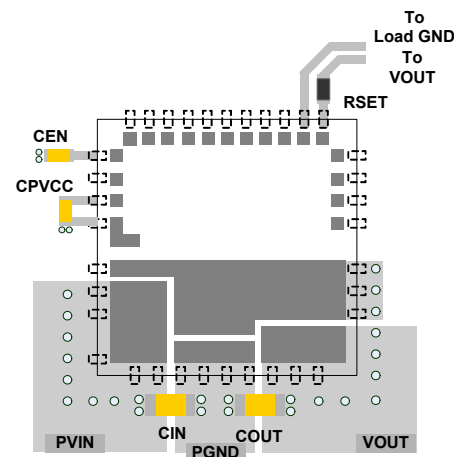 To
Load GND
To
VOUT
RSET
CEN
CPVCC
CIN
COUT
PVIN
PGND
VOUT